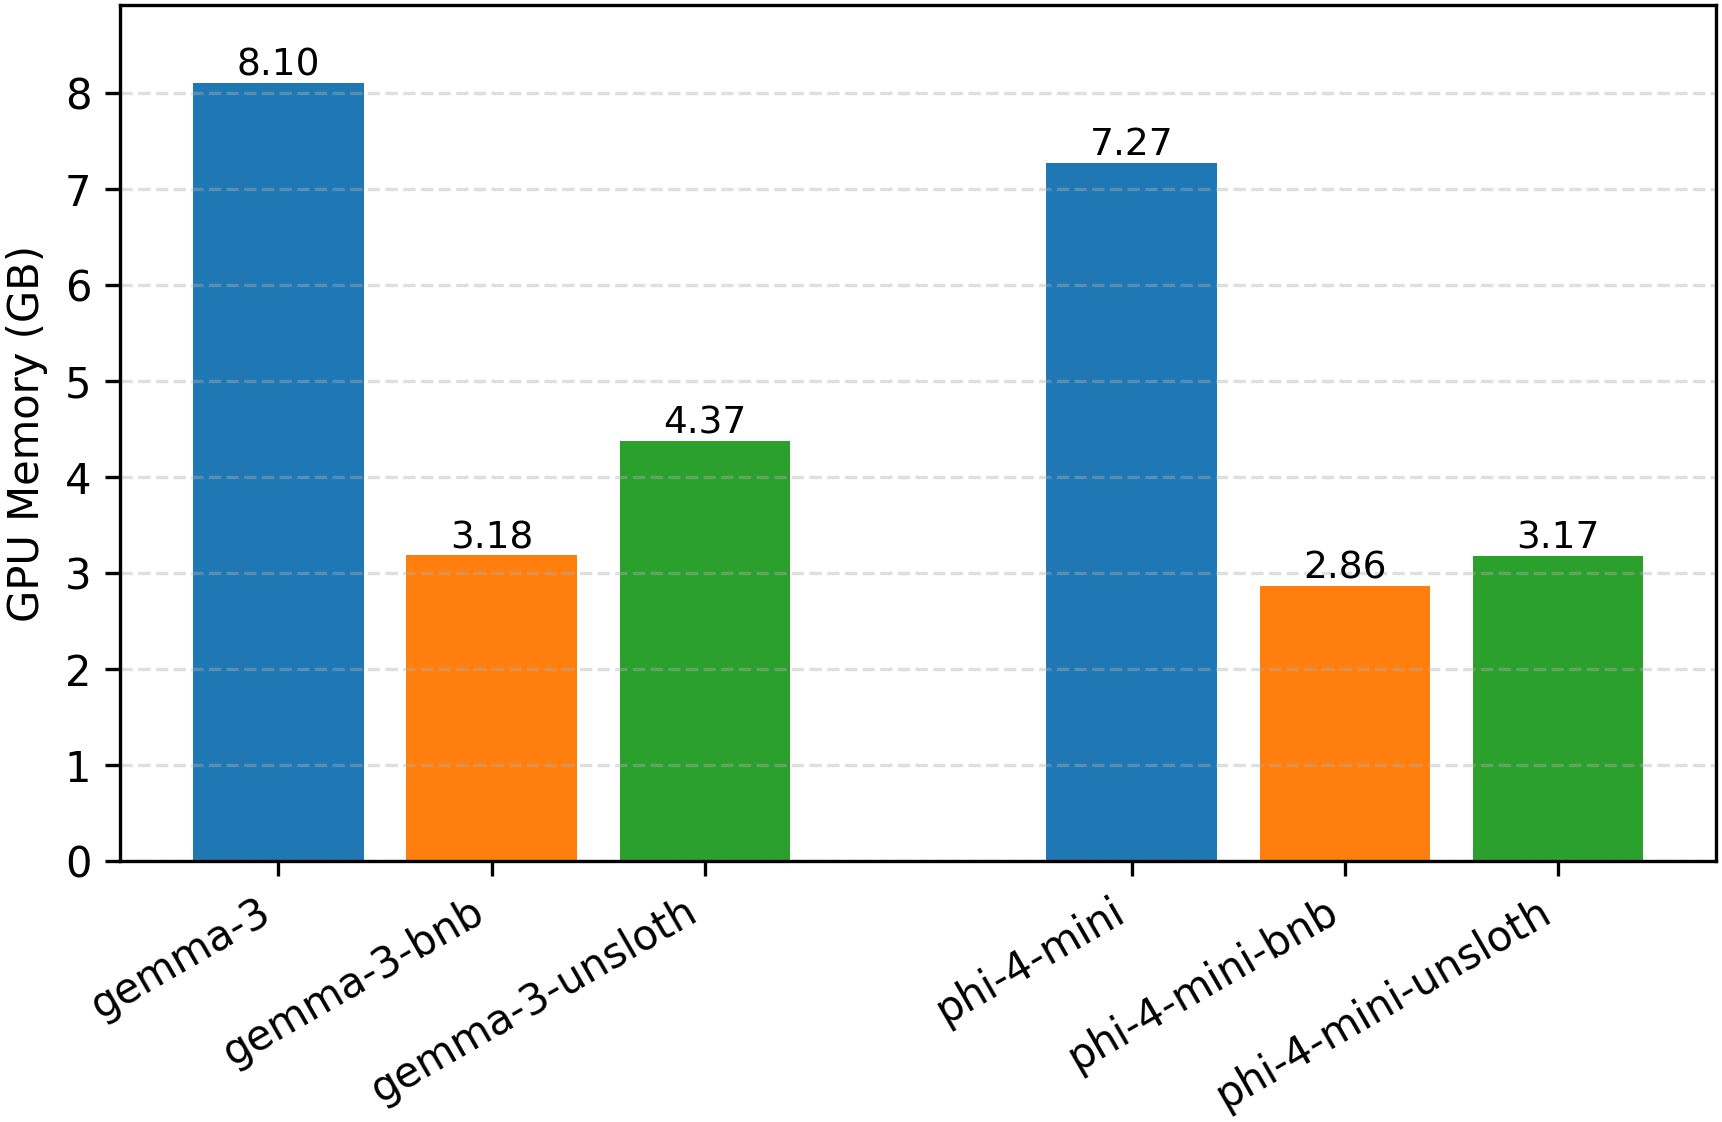 GPU Memory (GB)
8
7
6
5
4
3
2
1
0
8.10
3.18
4.37
7.27
2.86
3.17
gemma-3
gemma-3-bnb
gemma-3-unsloth
phi-4-mini
phi-4-mini-bnb
phi-4-mini-unsloth